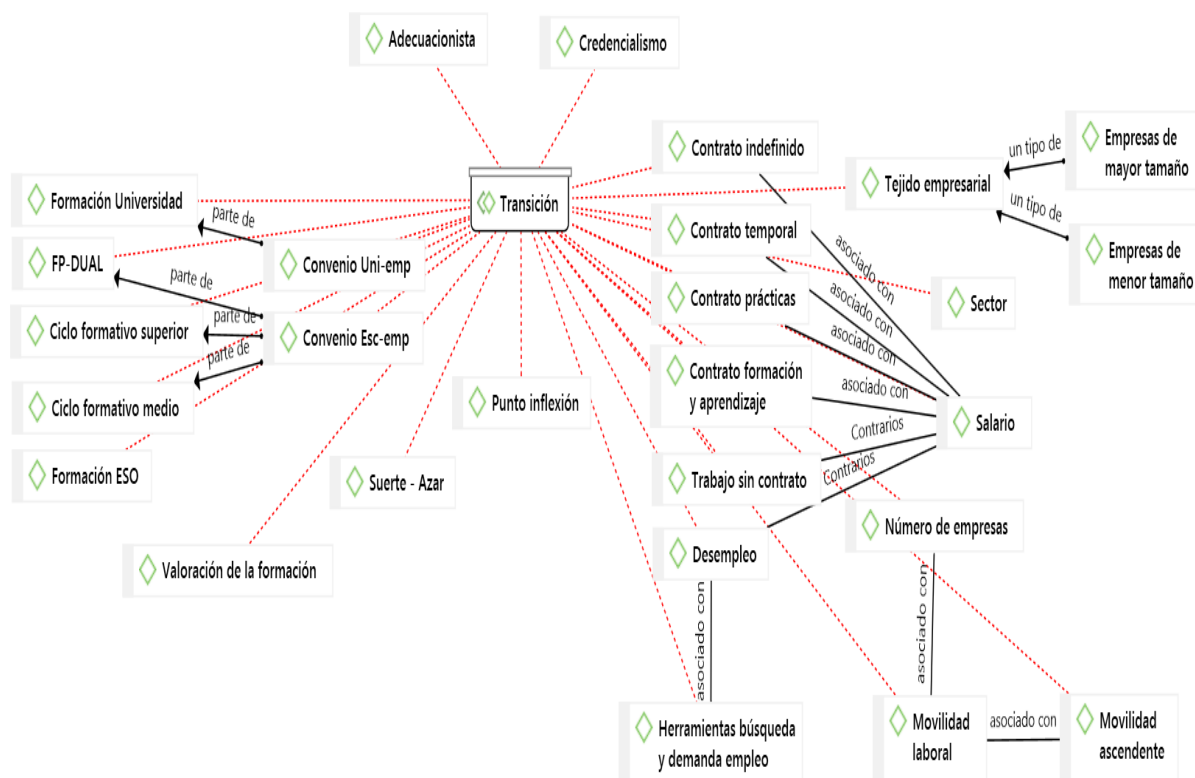 Adecuacionista
Credencialismo
Contrato indefinido
un tipo de
Empresas de
mayor tamaño
Tejido empresarial
Formación Universidad
Transición
parte de
un tipo de
Contrato temporal
asociado con
Empresas de
menor tamaño
FP-DUAL
Convenio Uni-emp
parte de
Contrato prácticas
asociado con
Sector
Ciclo formativo superior
parte de
Convenio Esc-emp
asociado con
parte de
Contrato formación
y aprendizaje
asociado con
Ciclo formativo medio
Punto inflexión
Contrarios
Salario
Formación ESO
Suerte - Azar
Trabajo sin contrato
Contrarios
Número de empresas
Desempleo
Valoración de la formación
asociado con
asociado con
Herramientas búsqueda
y demanda empleo
Movilidad
laboral
asociado con
Movilidad
ascendente